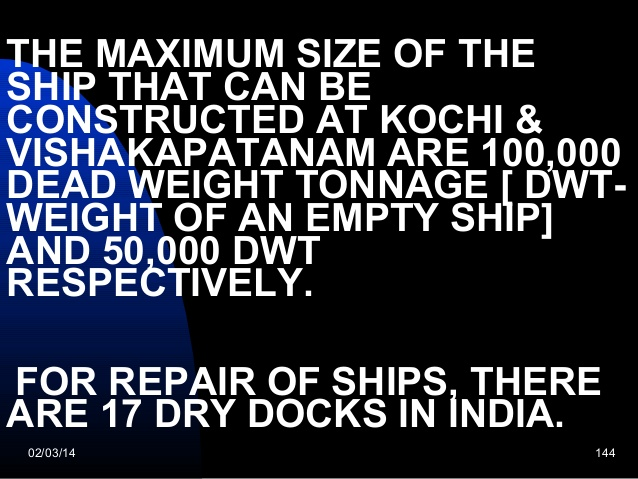 THE MAXIMUM SIZE OF THE
SHIP THAT CAN BE
CONSTRUCTED AT KOCHI &
VISHAKAPATANAM ARE 100,000
DEAD WEIGHT TONNAGE [ DWT-
WEIGHT OF AN EMPTY SHIP]
AND 50,000 DWT
RESPECTIVELY.
FOR REPAIR OF SHIPS, THERE
ARE 17 DRY DOCKS IN INDIA.
02/03/14
144